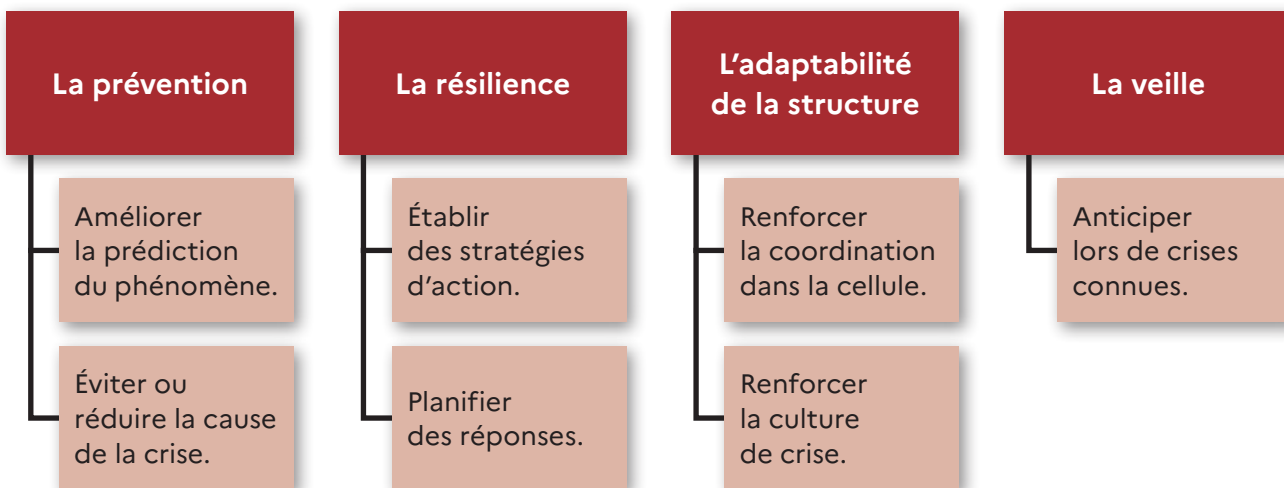 La prévention
Améliorer
la prédiction
du phénomène.
Éviter ou
réduire la cause
de la crise.
La résilience
Établir
des stratégies
d'action.
Planifier
des réponses.
L'adaptabilité
de la structure
Renforcer
la coordination
dans la cellule.
Renforcer
la culture
de crise.
La veille
Anticiper
lors de crises
connues.